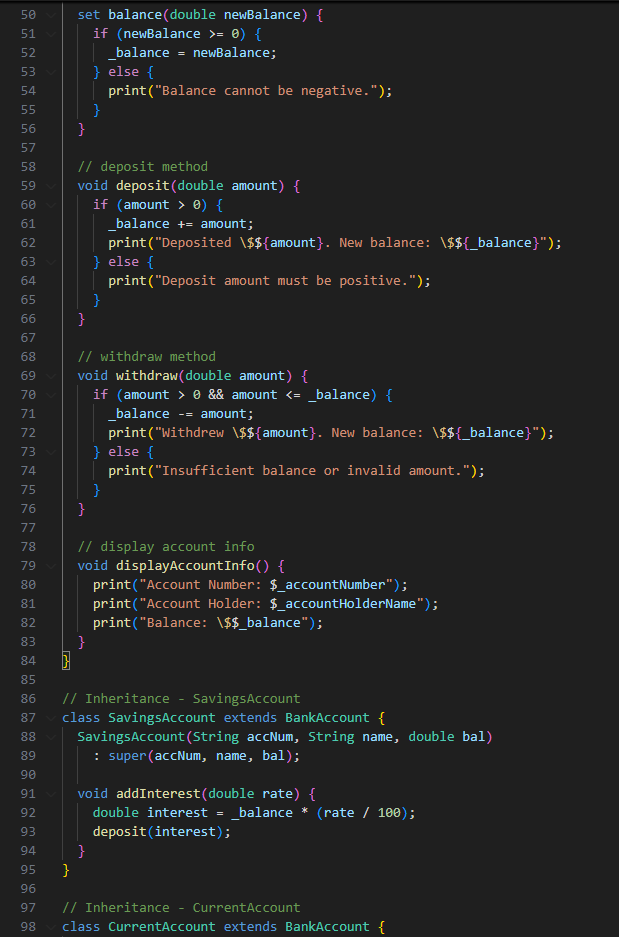 50 set balance(double newBalance) {
51 if (newBalance >= 0) {
52 _balance = newBalance;
53 } else {
54 print("Balance cannot be negative.");
55 }
56 }
57
58 // deposit method
59 void deposit(double amount) {
60 if (amount > 0) {
61 _balance += amount;
62 print("Deposited \$${amount}. New balance: \$${_balance}");
63 } else {
64 print("Deposit amount must be positive.");
65 }
66 }
67
68 // withdraw method
69 void withdraw(double amount) {
70 if (amount > 0 && amount <= _balance) {
71 _balance -= amount;
72 print("Withdrew \$${amount}. New balance: \$${_balance}");
73 } else {
74 print("Insufficient balance or invalid amount.");
75 }
76 }
77
78 // display account info
79 void displayAccountInfo() {
80 print("Account Number: $_accountNumber");
81 print("Account Holder: $_accountHolderName");
82 print("Balance: \$$_balance");
83 }
84 }
85
86 // Inheritance - SavingsAccount
87 class SavingsAccount extends BankAccount {
88 SavingsAccount(String accNum, String name, double bal)
89 : super(accNum, name, bal);
90
91 void addInterest(double rate) {
92 double interest = _balance * (rate / 100);
93 deposit(interest);
94 }
95 }
96
97 // Inheritance - CurrentAccount
98 class CurrentAccount extends BankAccount {